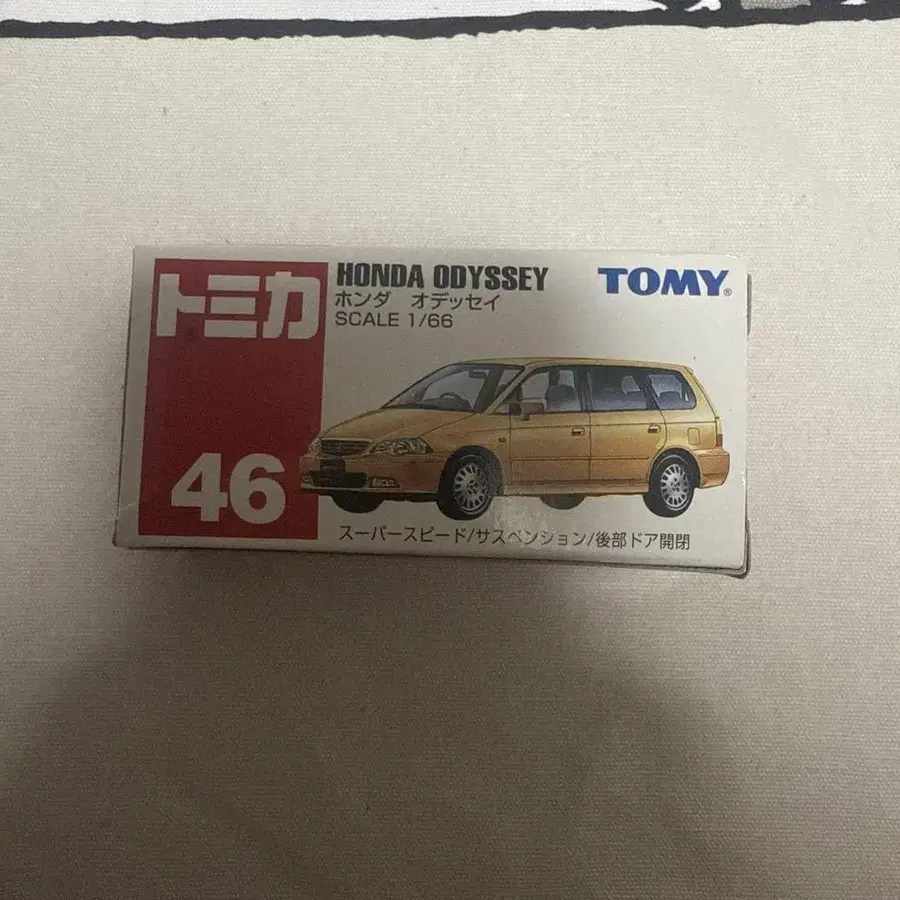 トミカ
46
HONDA ODYSSEY
ホンダ オデッセイ
SCALE 1/66
TOMY®
スーパースピード/サスペンション/後部ドア開閉